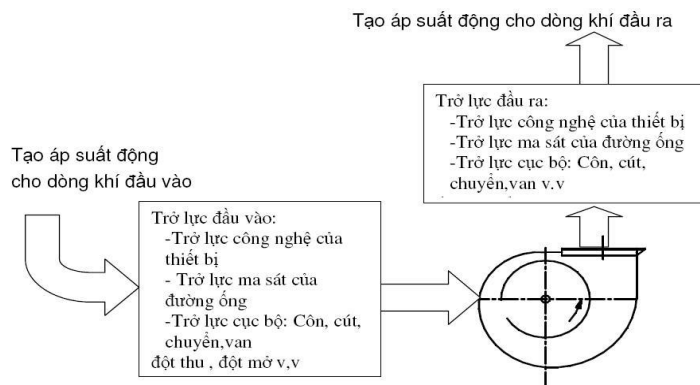 Tạo áp suất động cho dòng khí đầu ra
Trở lực đầu ra:
-Trở lực công nghệ của thiết bị
-Trở lực ma sát của đường ống
-Trở lực cục bộ: Côn, cút,
chuyển,van v.v
Tạo áp suất động
cho dòng khí đầu vào
Trở lực đầu vào:
-Trở lực công nghệ của
thiết bị
- Trở lực ma sát của
đường ống
-Trở lực cục bộ: Côn, cút,
chuyển,van
đột thu , đột mở v,v